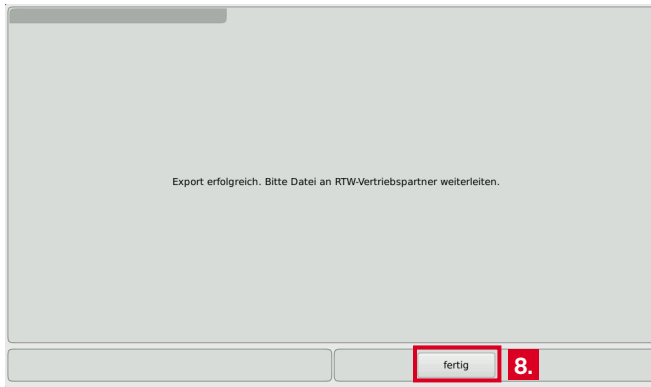 Export erfolgreich. Bitte Datei an RTW-Vertriebspartner weiterleiten.
fertig
8.